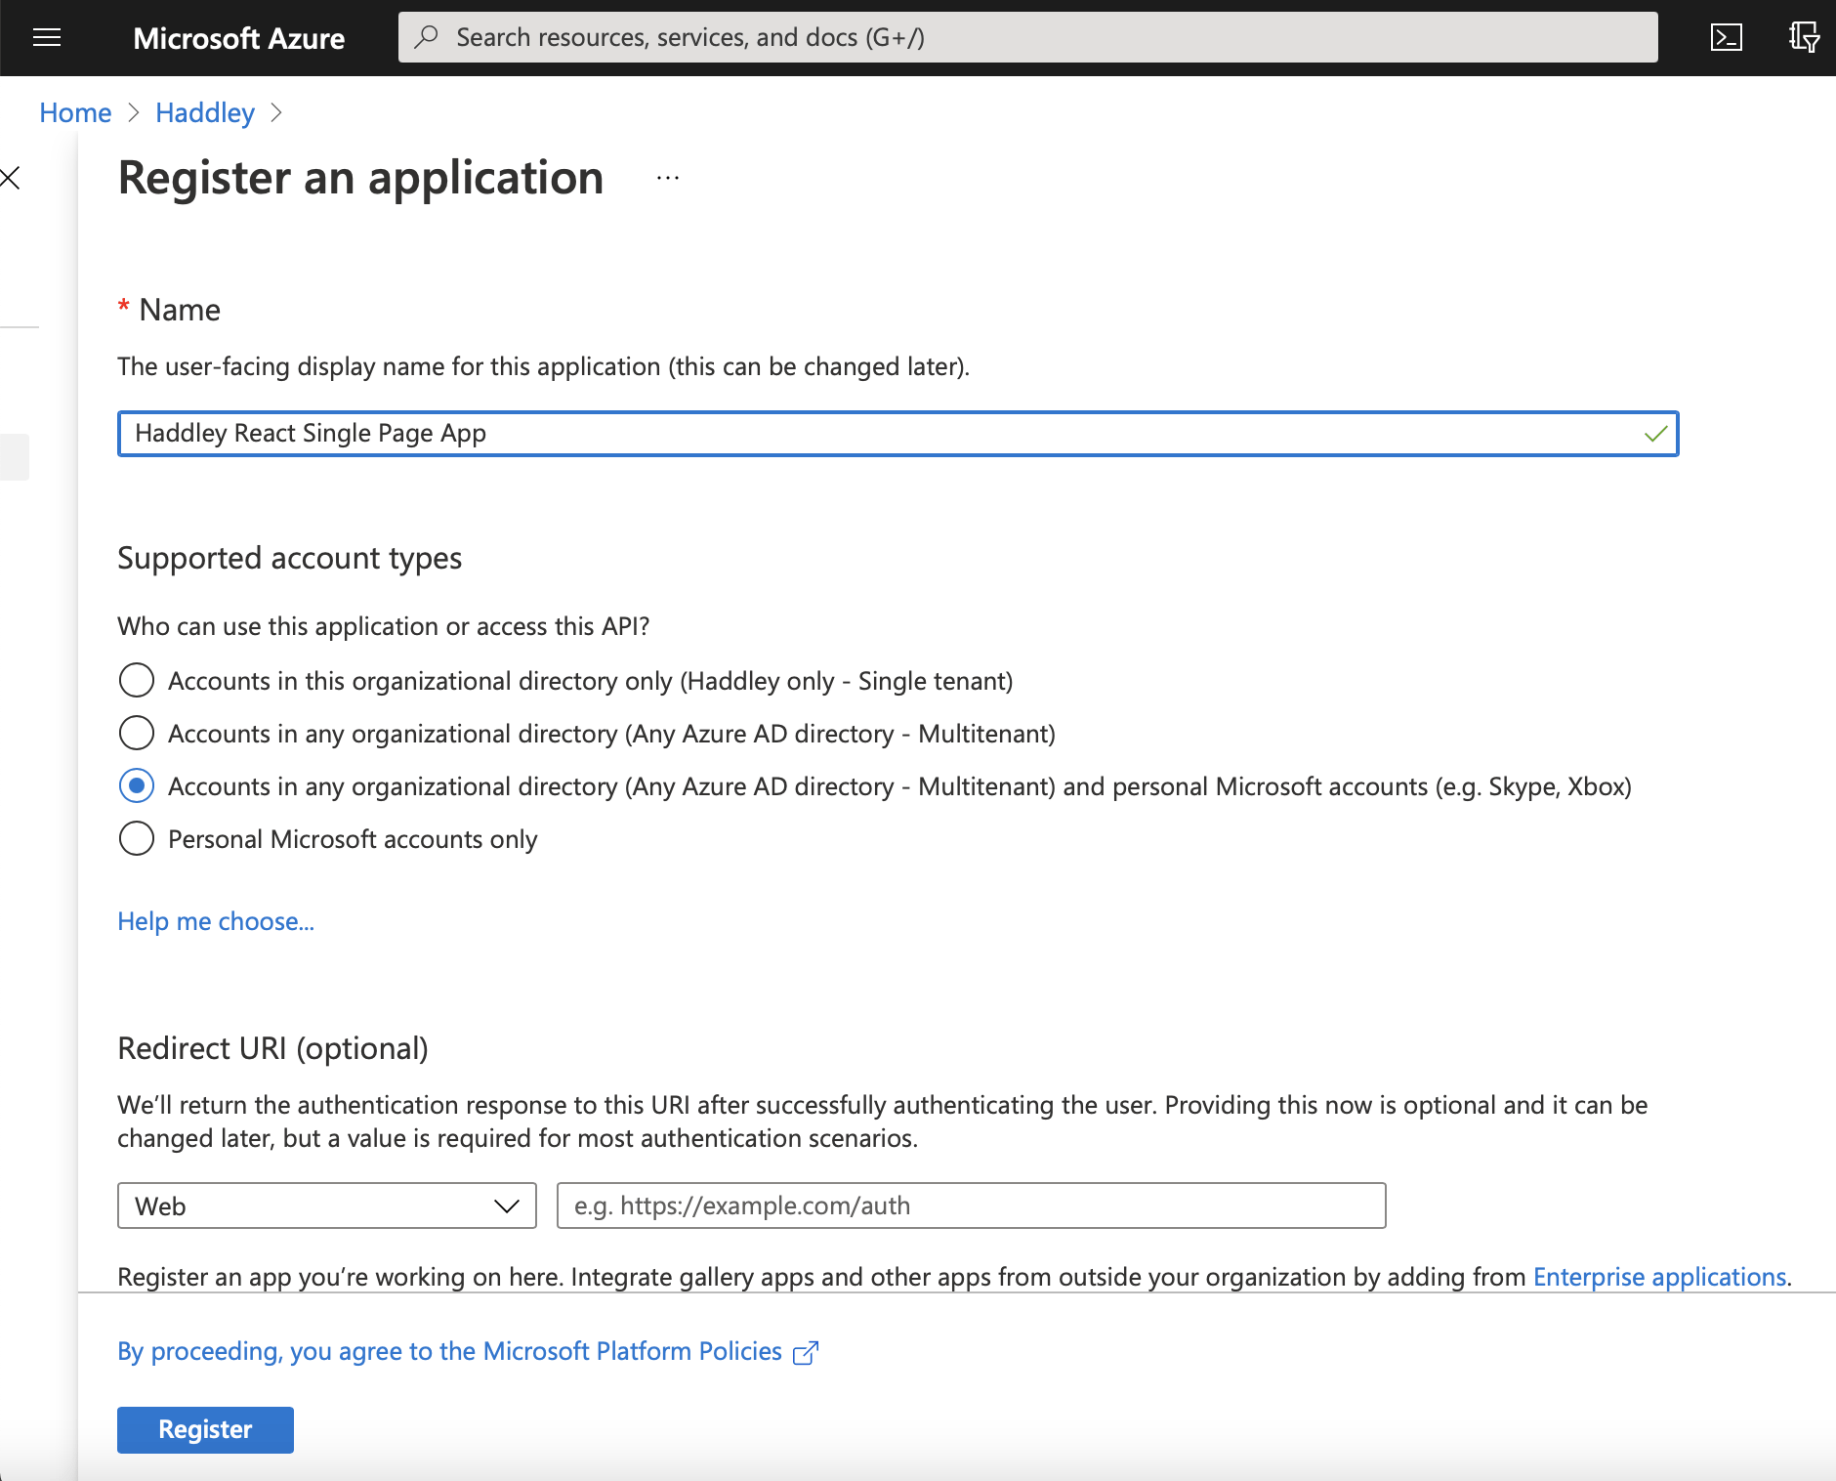 Microsoft Azure
Search resources, services, and docs (G+/)
Home > Haddley >
Register an application ...
* Name
The user-facing display name for this application (this can be changed later).
Haddley React Single Page App
Supported account types
Who can use this application or access this API?
Accounts in this organizational directory only (Haddley only - Single tenant)
Accounts in any organizational directory (Any Azure AD directory - Multitenant)
Accounts in any organizational directory (Any Azure AD directory - Multitenant) and personal Microsoft accounts (e.g. Skype, Xbox)
Personal Microsoft accounts only
Help me choose...
Redirect URI (optional)
We’ll return the authentication response to this URI after successfully authenticating the user. Providing this now is optional and it can be
changed later, but a value is required for most authentication scenarios.
Web
e.g. https://example.com/auth
Register an app you’re working on here. Integrate gallery apps and other apps from outside your organization by adding from Enterprise applications.
By proceeding, you agree to the Microsoft Platform Policies
Register